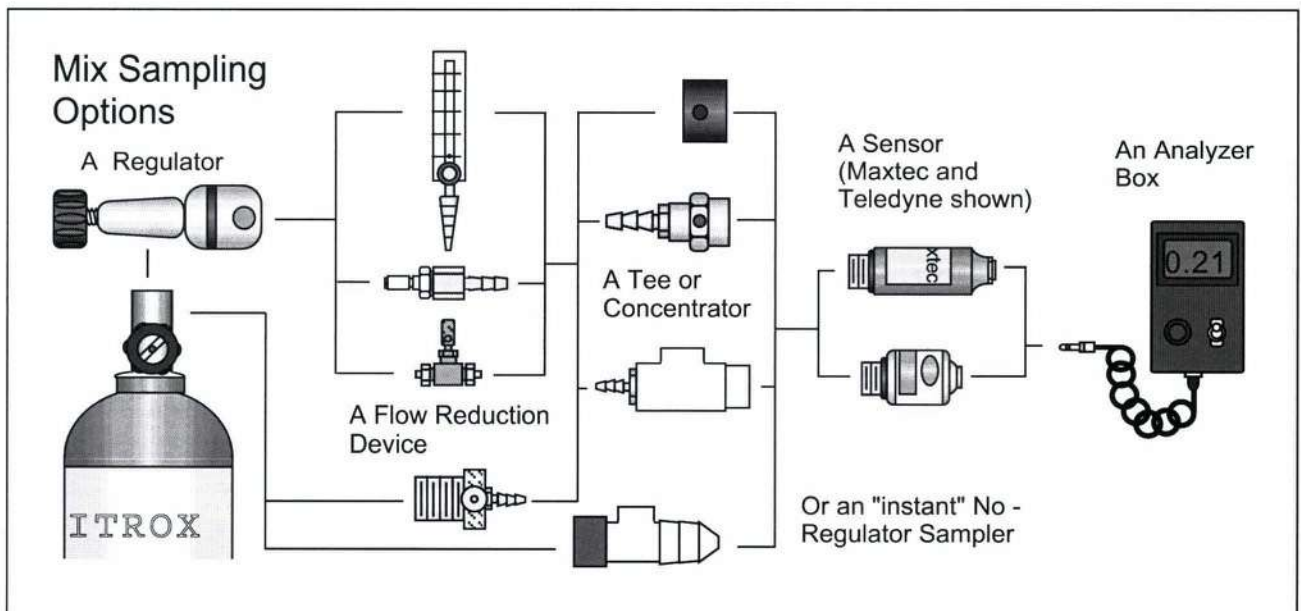 Mix Sampling
Options
A Regulator
A Flow Reduction
Device
A Tee or
Concentrator
A Sensor
(Maxtec and
Teledyne shown)
An Analyzer
Box
xtec
0.21
Or an "instant" No -
Regulator Sampler
ITROX